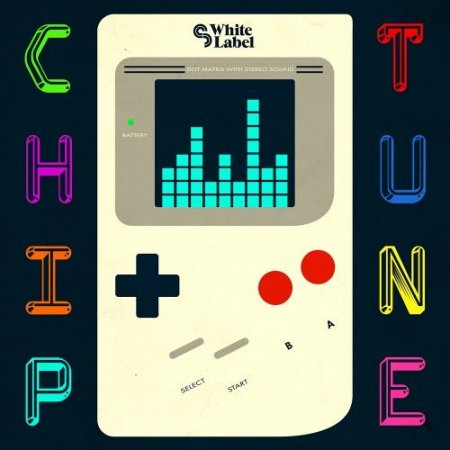 White
Label
DOT MATRIX WITH STEREO SOUND
BATTERY
CHIP
TUNE
B A
SELECT START